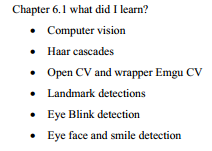 Chapter 6.1 what did I learn?
• Computer vision
• Haar cascades
• Open CV and wrapper Emgu CV
• Landmark detections
• Eye Blink detection
• Eye face and smile detection